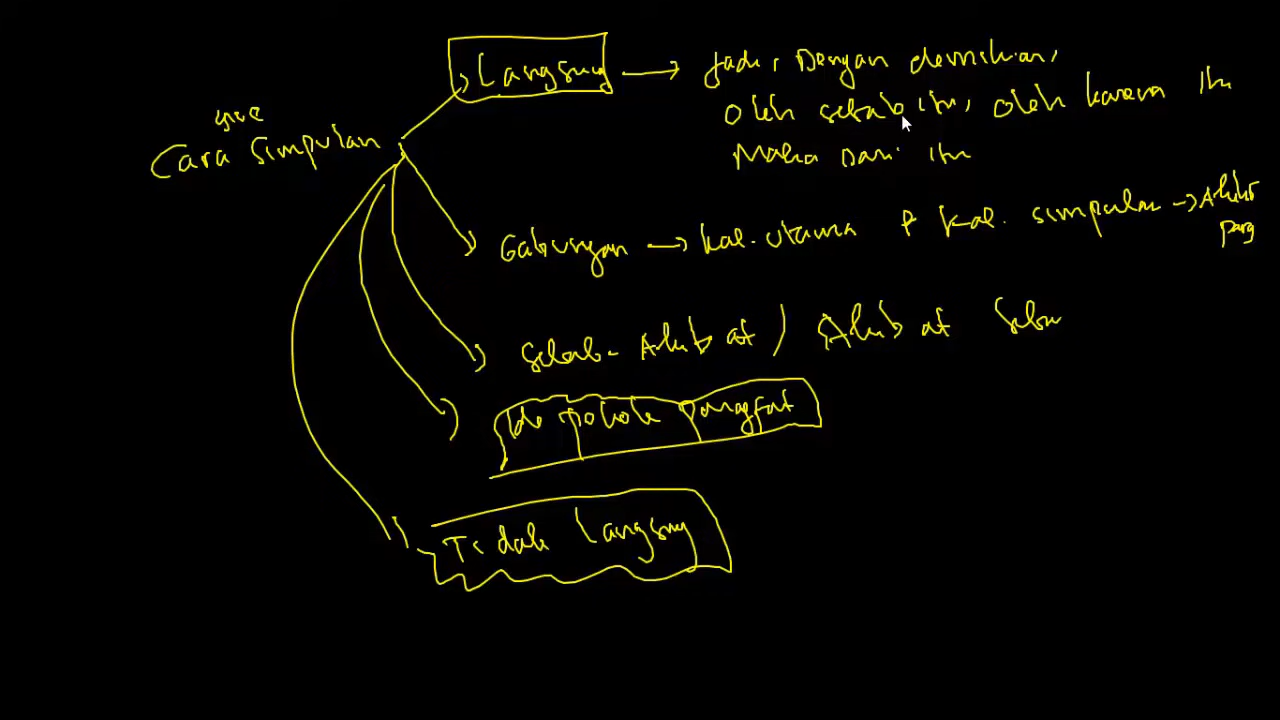 Langsung → Jadi, Dengan demikian,
Oleh sebab itu, oleh karena itu
Maka Dari itu
Cara Simpulan
Gabungan → kal. utama & kal. simpulan → Akhir
parg
Sebab - Akibat / Akibat Sebab
Ide pokok paragraf
Tidak Langsung